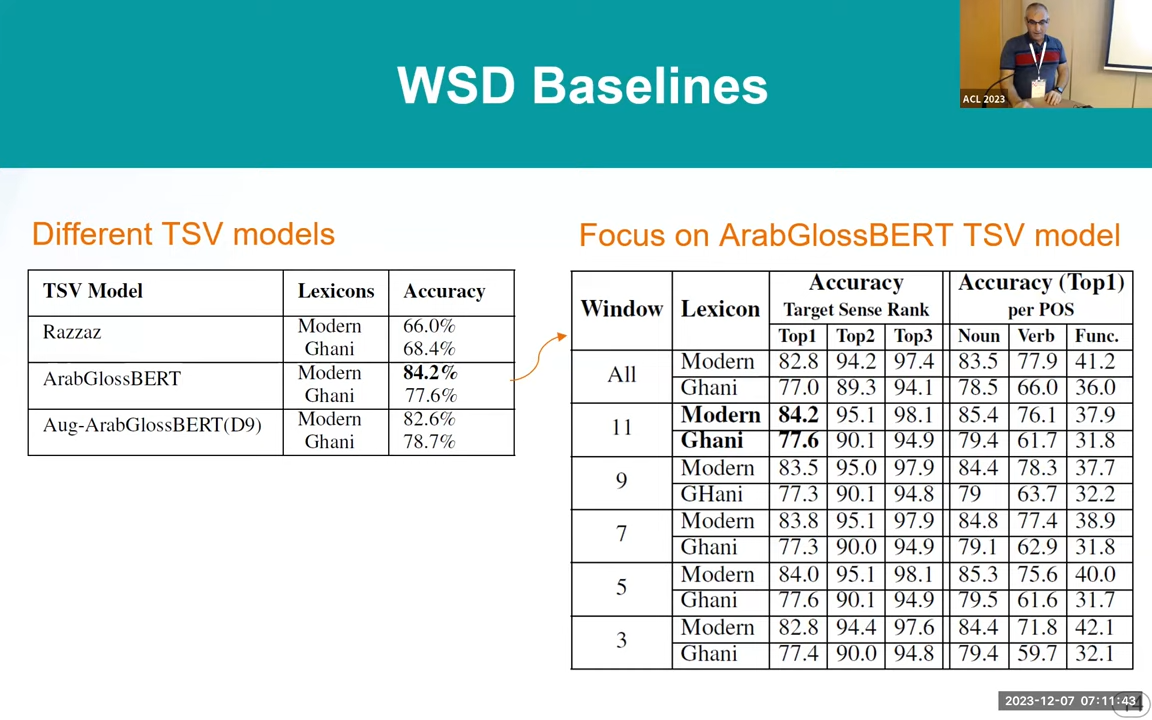 WSD Baselines
ACL 2023
Different TSV models
TSV Model Lexicons Accuracy
Razzaz Modern 66.0%
Ghani 68.4%
ArabGlossBERT Modern 84.2%
Ghani 77.6%
Aug-ArabGlossBERT(D9) Modern 82.6%
Ghani 78.7%
Focus on ArabGlossBERT TSV model
Window Lexicon Accuracy Accuracy (Top1)
Target Sense Rank per POS
Top1 Top2 Top3 Noun Verb Func.
All Modern 82.8 94.2 97.4 83.5 77.9 41.2
Ghani 77.0 89.3 94.1 78.5 66.0 36.0
11 Modern 84.2 95.1 98.1 85.4 76.1 37.9
Ghani 77.6 90.1 94.9 79.4 61.7 31.8
9 Modern 83.5 95.0 97.9 84.4 78.3 37.7
GHani 77.3 90.1 94.8 79 63.7 32.2
7 Modern 83.8 95.1 97.9 84.8 77.4 38.9
Ghani 77.3 90.0 94.9 79.1 62.9 31.8
5 Modern 84.0 95.1 98.1 85.3 75.6 40.0
Ghani 77.6 90.1 94.9 79.5 61.6 31.7
3 Modern 82.8 94.4 97.6 84.4 71.8 42.1
Ghani 77.4 90.0 94.8 79.4 59.7 32.1
2023-12-07 07:11:43